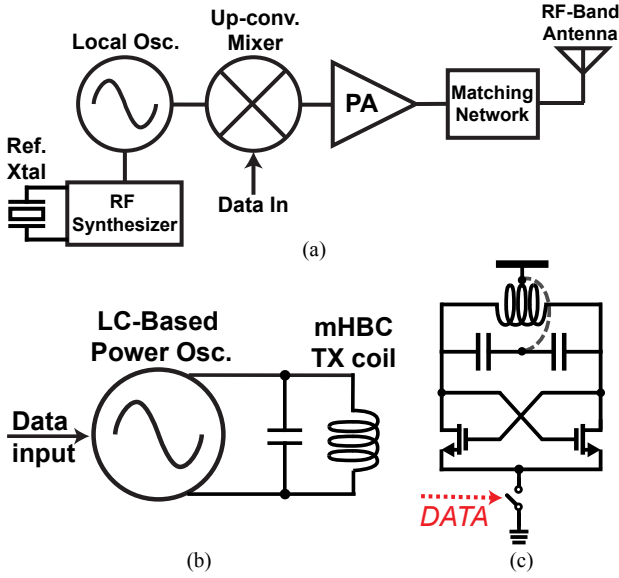 RF-Band
Antenna
Up-conv.
Mixer
Local Osc.
PA
Matching
Network
Ref.
Xtal
RF
Synthesizer
Data In
(a)
LC-Based
Power Osc.
mHBC
TX coil
Data
input
DATA
(b)
(c)